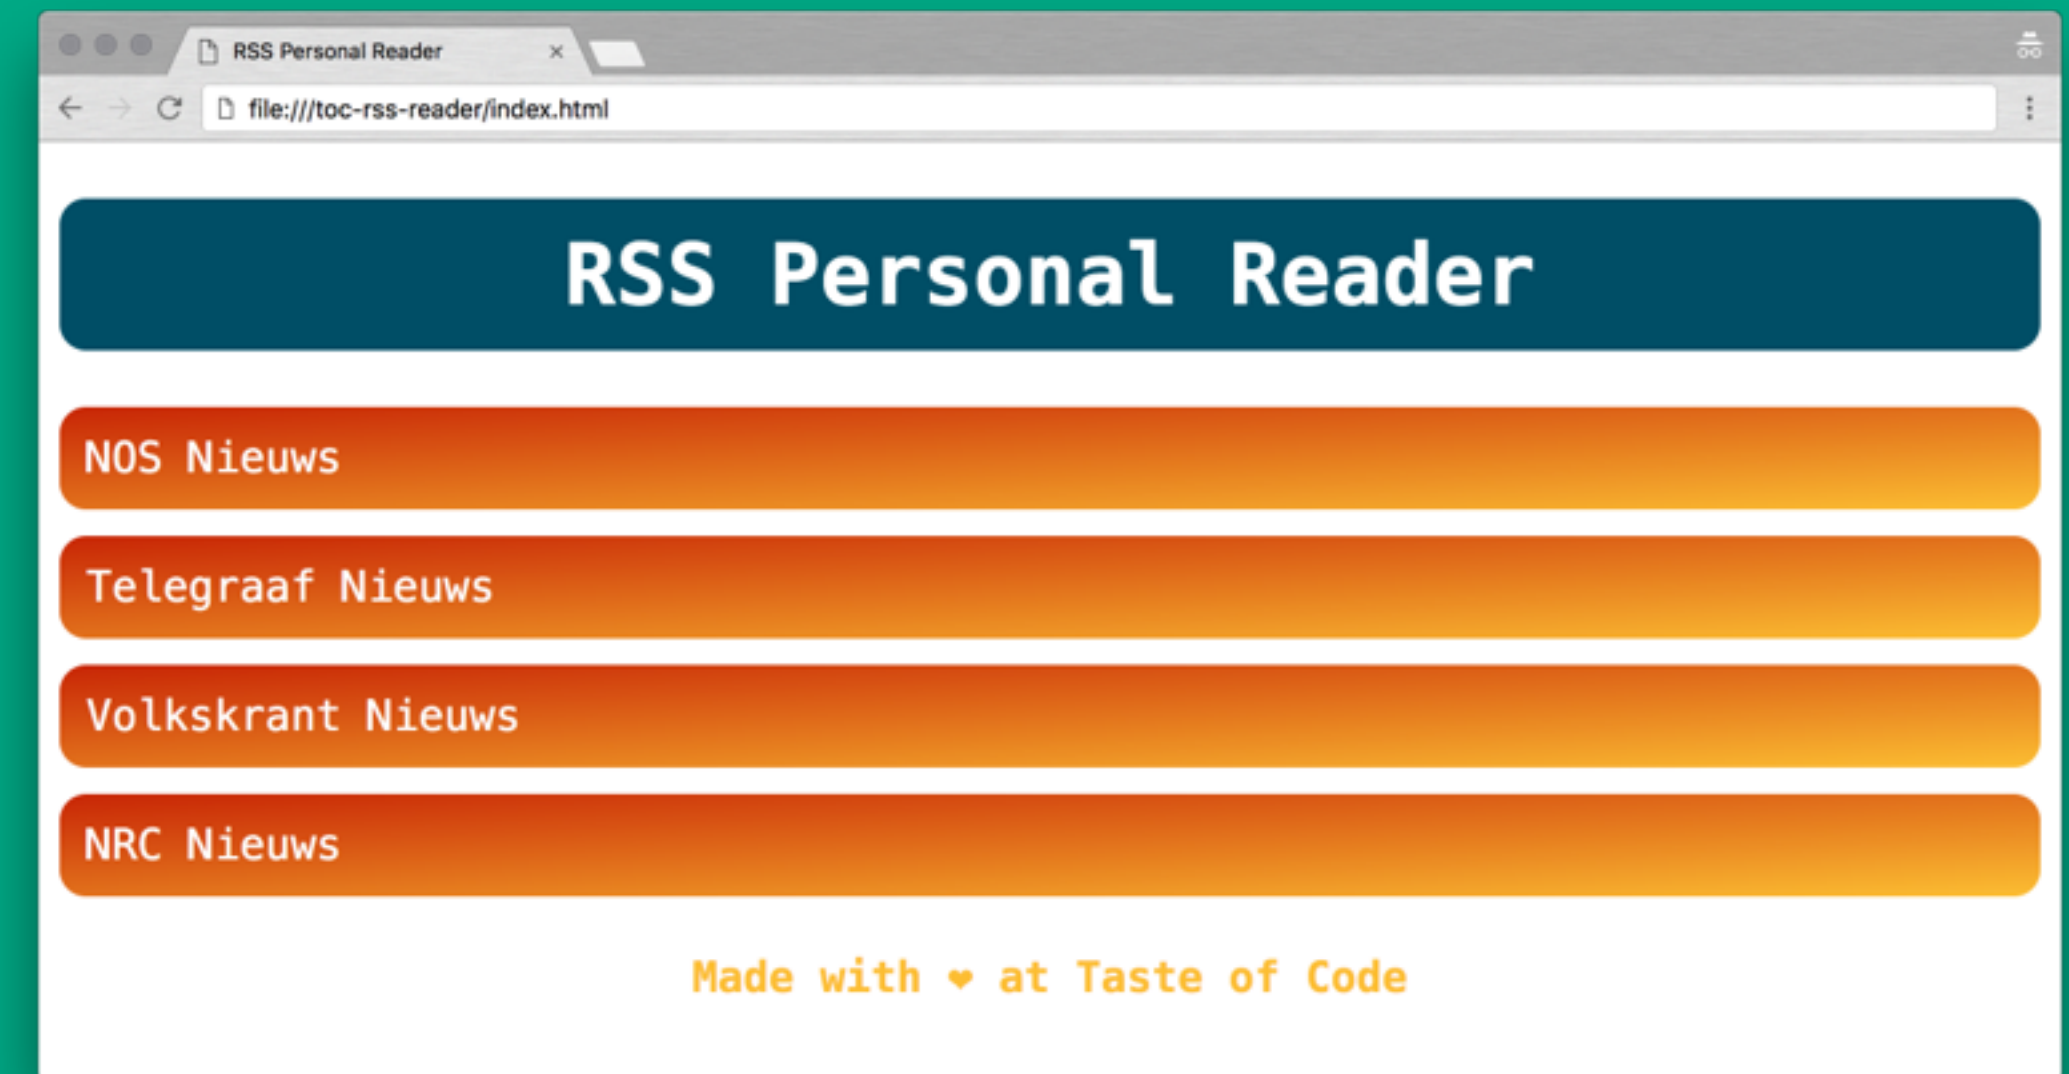 RSS Personal Reader
file:///toc-rss-reader/index.html
RSS Personal Reader
NOS Nieuws
Telegraaf Nieuws
Volkskrant Nieuws
NRC Nieuws
Made with ❤ at Taste of Code